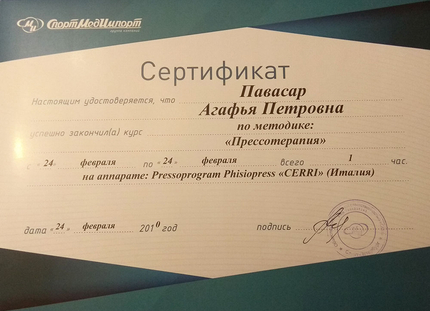 СпортМедИмпорт
Сертификат
Настоящим удостоверяется, что Павасар
Агафья Петровна
успешно закончил(а) курс по методике:
«Прессотерапия»
с «24» февраля по «24» февраля всего 1 час.
на аппарате: Pressoprogram Phisiopress «CERRI» (Италия)
дата «24» февраля 2010 год подпись